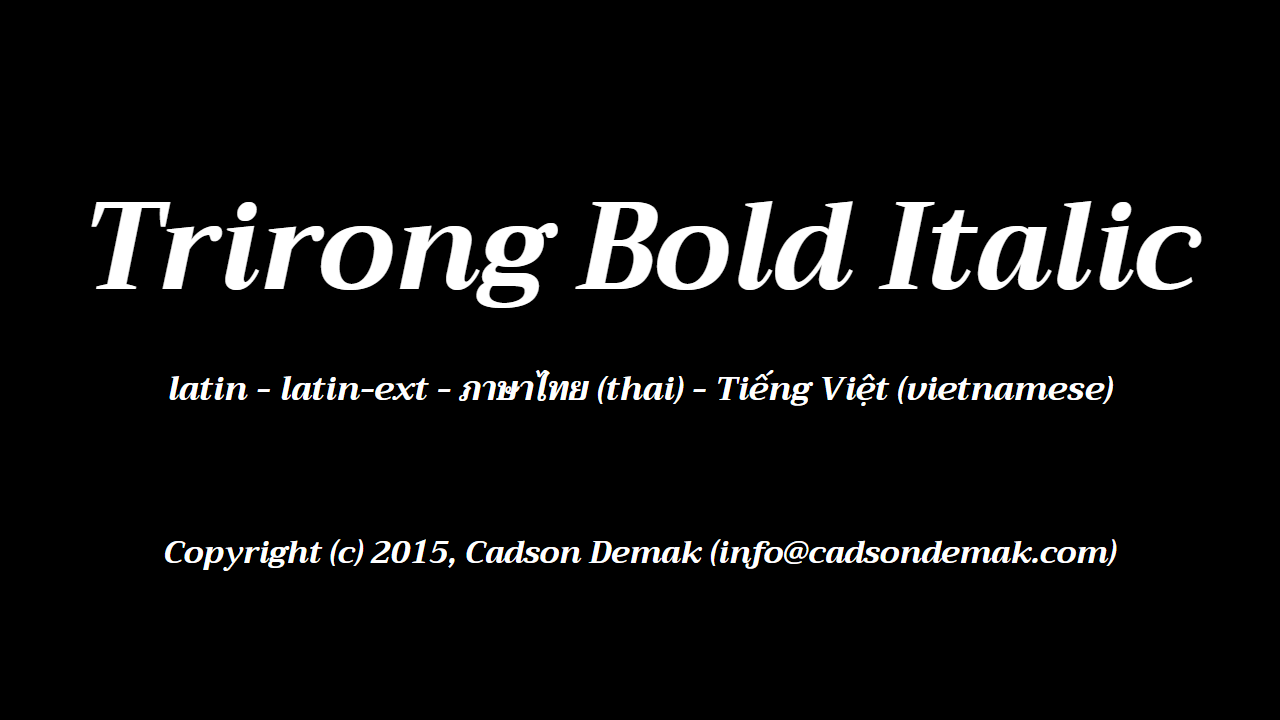 Trirong Bold Italic
latin - latin-ext - ภาษาไทย (thai) - Tiếng Việt (vietnamese)
Copyright (c) 2015, Cadson Demak (info@cadsondemak.com)